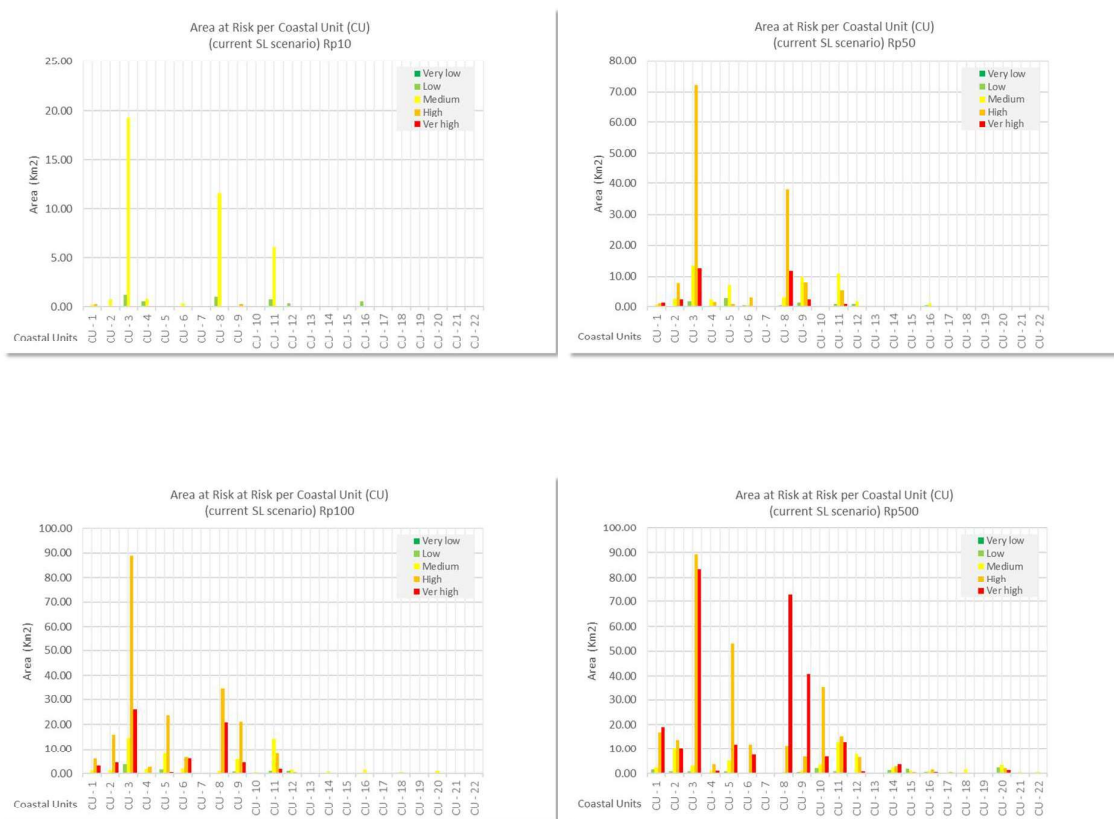 Area at Risk per Coastal Unit (CU)
(current SL scenario) Rp10
25.00
20.00
15.00
10.00
5.00
0.00
Area (Km2)
Very low
Low
Medium
High
Ver high
Coastal Units
CU - 1
CU - 2
CU - 3
CU - 4
CU - 5
CU - 6
CU - 7
CU - 8
CU - 9
CU - 10
CU - 11
CU - 12
CU - 13
CU - 14
CU - 15
CU - 16
CU - 17
CU - 18
CU - 19
CU - 20
CU - 21
CU - 22
Area at Risk per Coastal Unit (CU)
(current SL scenario) Rp50
80.00
70.00
60.00
50.00
40.00
30.00
20.00
10.00
0.00
Area (Km2)
Very low
Low
Medium
High
Ver high
Coastal Units
CU - 1
CU - 2
CU - 3
CU - 4
CU - 5
CU - 6
CU - 7
CU - 8
CU - 9
CU - 10
CU - 11
CU - 12
CU - 13
CU - 14
CU - 15
CU - 16
CU - 17
CU - 18
CU - 19
CU - 20
CU - 21
CU - 22
Area at Risk at Risk per Coastal Unit (CU)
(current SL scenario) Rp100
100.00
90.00
80.00
70.00
60.00
50.00
40.00
30.00
20.00
10.00
0.00
Area (Km2)
Very low
Low
Medium
High
Ver high
Coastal Units
CU - 1
CU - 2
CU - 3
CU - 4
CU - 5
CU - 6
CU - 7
CU - 8
CU - 9
CU - 10
CU - 11
CU - 12
CU - 13
CU - 14
CU - 15
CU - 16
CU - 17
CU - 18
CU - 19
CU - 20
CU - 21
CU - 22
Area at Risk at Risk per Coastal Unit (CU)
(current SL scenario) Rp500
100.00
90.00
80.00
70.00
60.00
50.00
40.00
30.00
20.00
10.00
0.00
Area (Km2)
Very low
Low
Medium
High
Ver high
Coastal Units
CU - 1
CU - 2
CU - 3
CU - 4
CU - 5
CU - 6
CU - 7
CU - 8
CU - 9
CU - 10
CU - 11
CU - 12
CU - 13
CU - 14
CU - 15
CU - 16
CU - 17
CU - 18
CU - 19
CU - 20
CU - 21
CU - 22